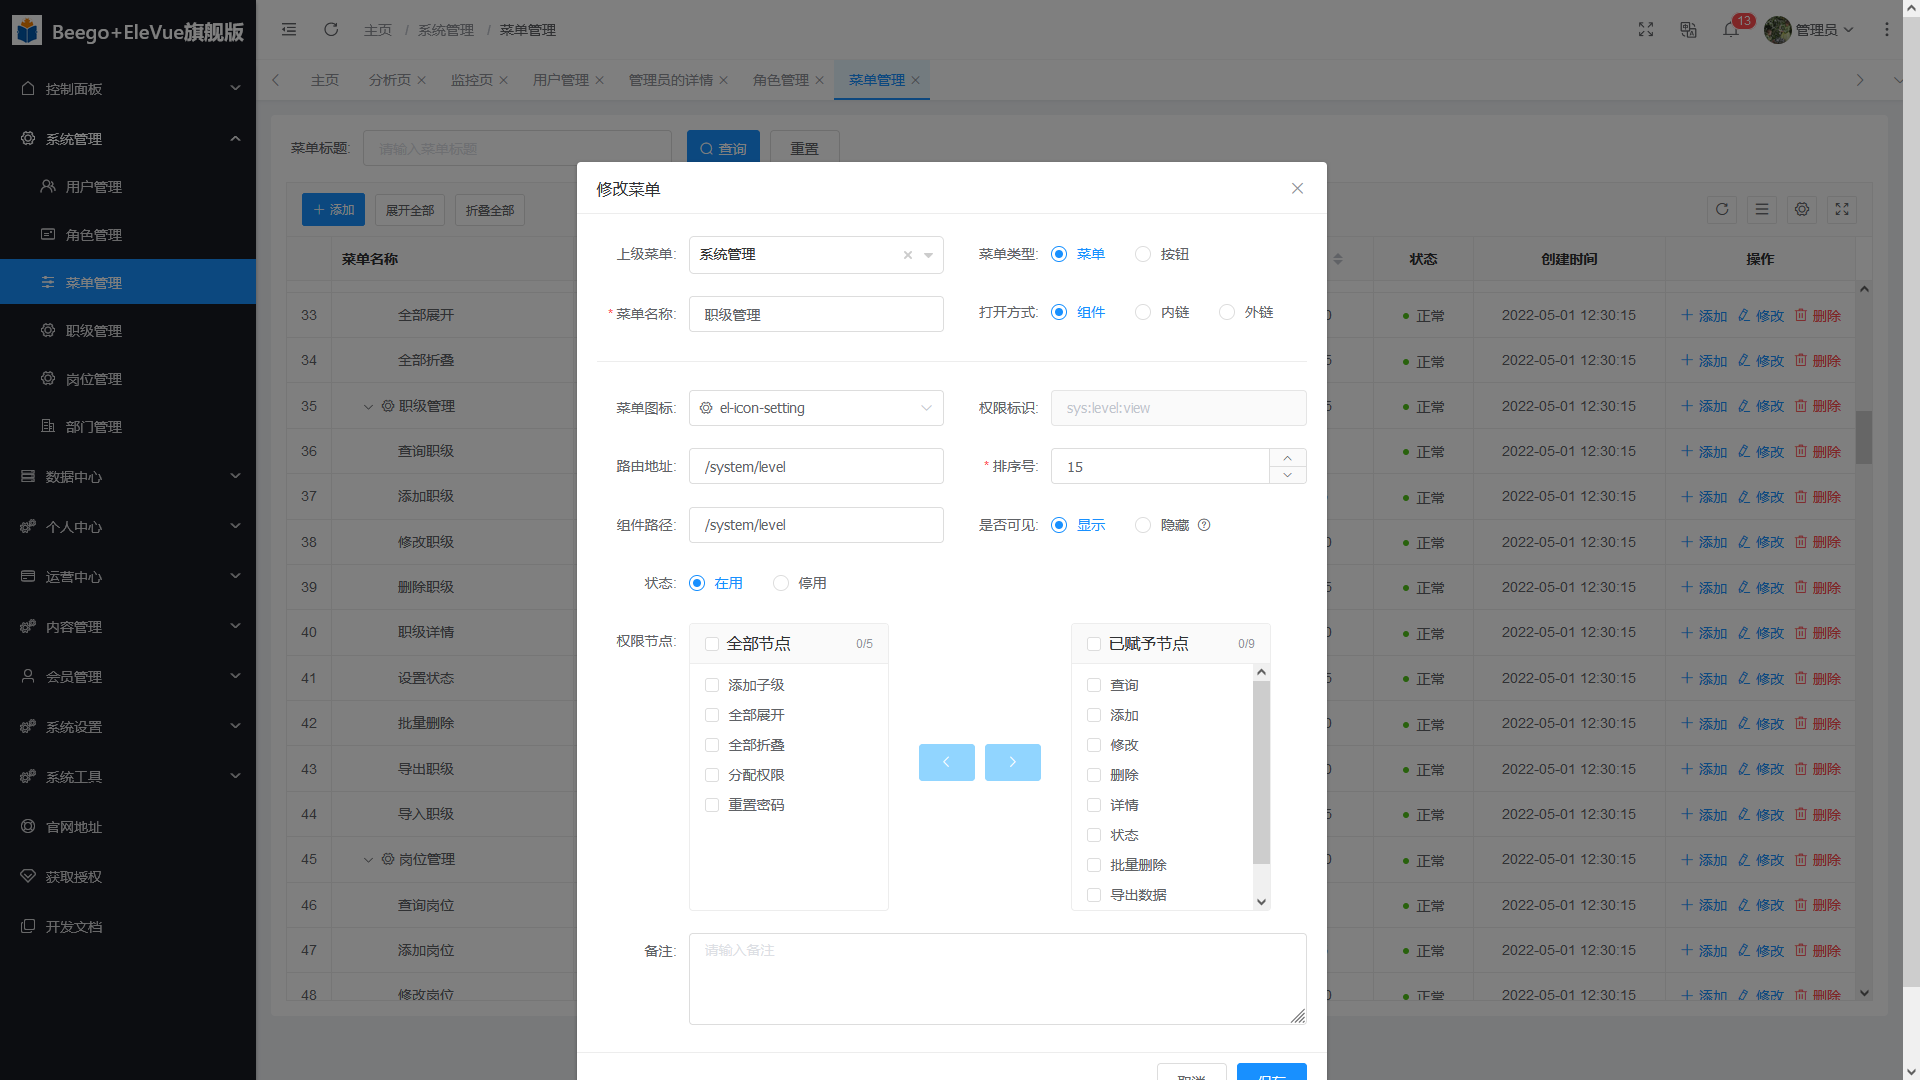 Beego+EleVue旗舰版
主页 / 系统管理 / 菜单管理
13
管理员
控制面板
系统管理
用户管理
角色管理
菜单管理
职级管理
岗位管理
部门管理
数据中心
个人中心
运营中心
内容管理
会员管理
系统设置
系统工具
官网地址
获取授权
开发文档
主页 分析页 监控页 用户管理 管理员的详情 角色管理 菜单管理
菜单标题: 请输入菜单标题 查询 重置
添加 展开全部 折叠全部
菜单名称 状态 创建时间 操作
33 全部展开 0 正常 2022-05-01 12:30:15 添加 修改 删除
34 全部折叠 5 正常 2022-05-01 12:30:15 添加 修改 删除
35 职级管理 5 正常 2022-05-01 12:30:15 添加 修改 删除
36 查询职级 正常 2022-05-01 12:30:15 添加 修改 删除
37 添加职级 正常 2022-05-01 12:30:15 添加 修改 删除
38 修改职级 0 正常 2022-05-01 12:30:15 添加 修改 删除
39 删除职级 5 正常 2022-05-01 12:30:15 添加 修改 删除
40 职级详情 0 正常 2022-05-01 12:30:15 添加 修改 删除
41 设置状态 5 正常 2022-05-01 12:30:15 添加 修改 删除
42 批量删除 0 正常 2022-05-01 12:30:15 添加 修改 删除
43 导出职级 正常 2022-05-01 12:30:15 添加 修改 删除
44 导入职级 正常 2022-05-01 12:30:15 添加 修改 删除
45 岗位管理 0 正常 2022-05-01 12:30:15 添加 修改 删除
46 查询岗位 正常 2022-05-01 12:30:15 添加 修改 删除
47 添加岗位 正常 2022-05-01 12:30:15 添加 修改 删除
48 修改岗位 0 正常 2022-05-01 12:30:15 添加 修改 删除
修改菜单
上级菜单: 系统管理 菜单类型: 菜单 按钮
* 菜单名称: 职级管理 打开方式: 组件 内链 外链
菜单图标: el-icon-setting 权限标识: sys:level:view
路由地址: /system/level * 排序号: 15
组件路径: /system/level 是否可见: 显示 隐藏
状态: 在用 停用
权限节点: 全部节点 0/5
添加子级
全部展开
全部折叠
分配权限
重置密码
已赋予节点 0/9
查询
添加
修改
删除
详情
状态
批量删除
导出数据
备注: 请输入备注
取消 保存